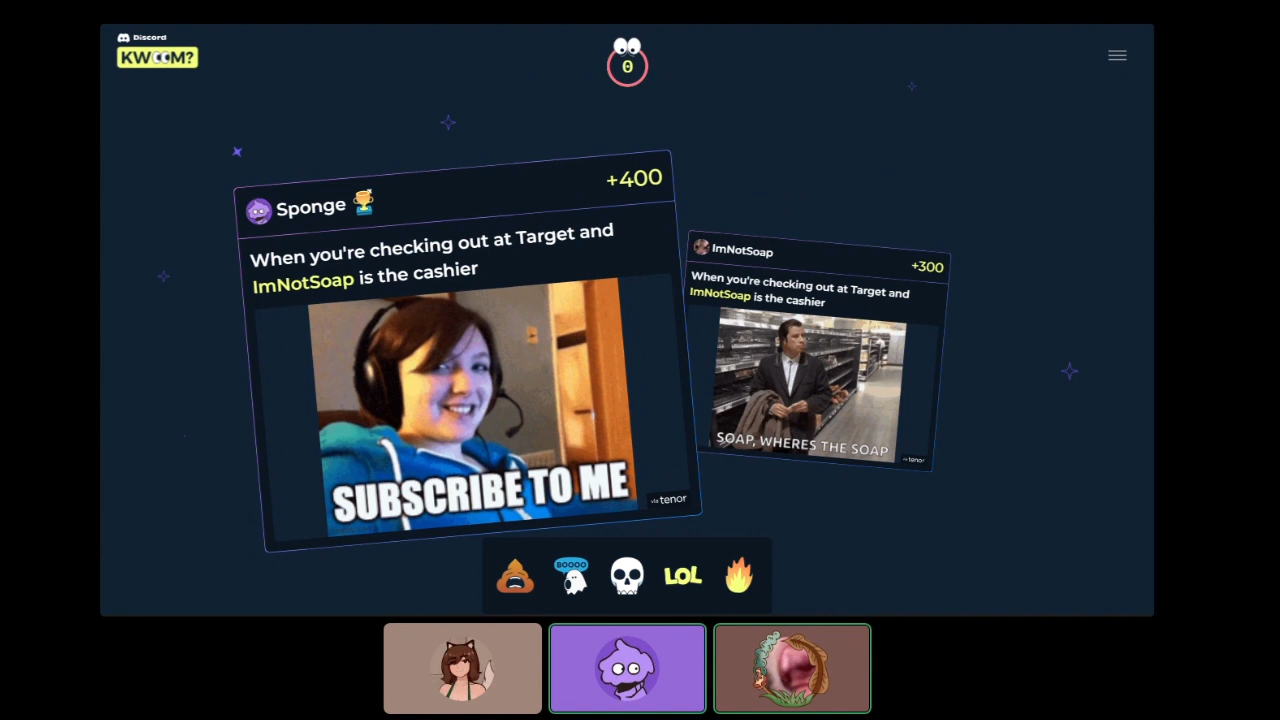 Discord
KWOOM?
0
Sponge
+400
When you're checking out at Target and
ImNotSoap is the cashier
SUBSCRIBE TO ME
via tenor
ImNotSoap
+300
When you're checking out at Target and
ImNotSoap is the cashier
SOAP, WHERES THE SOAP
via tenor
BOOOO
LOL